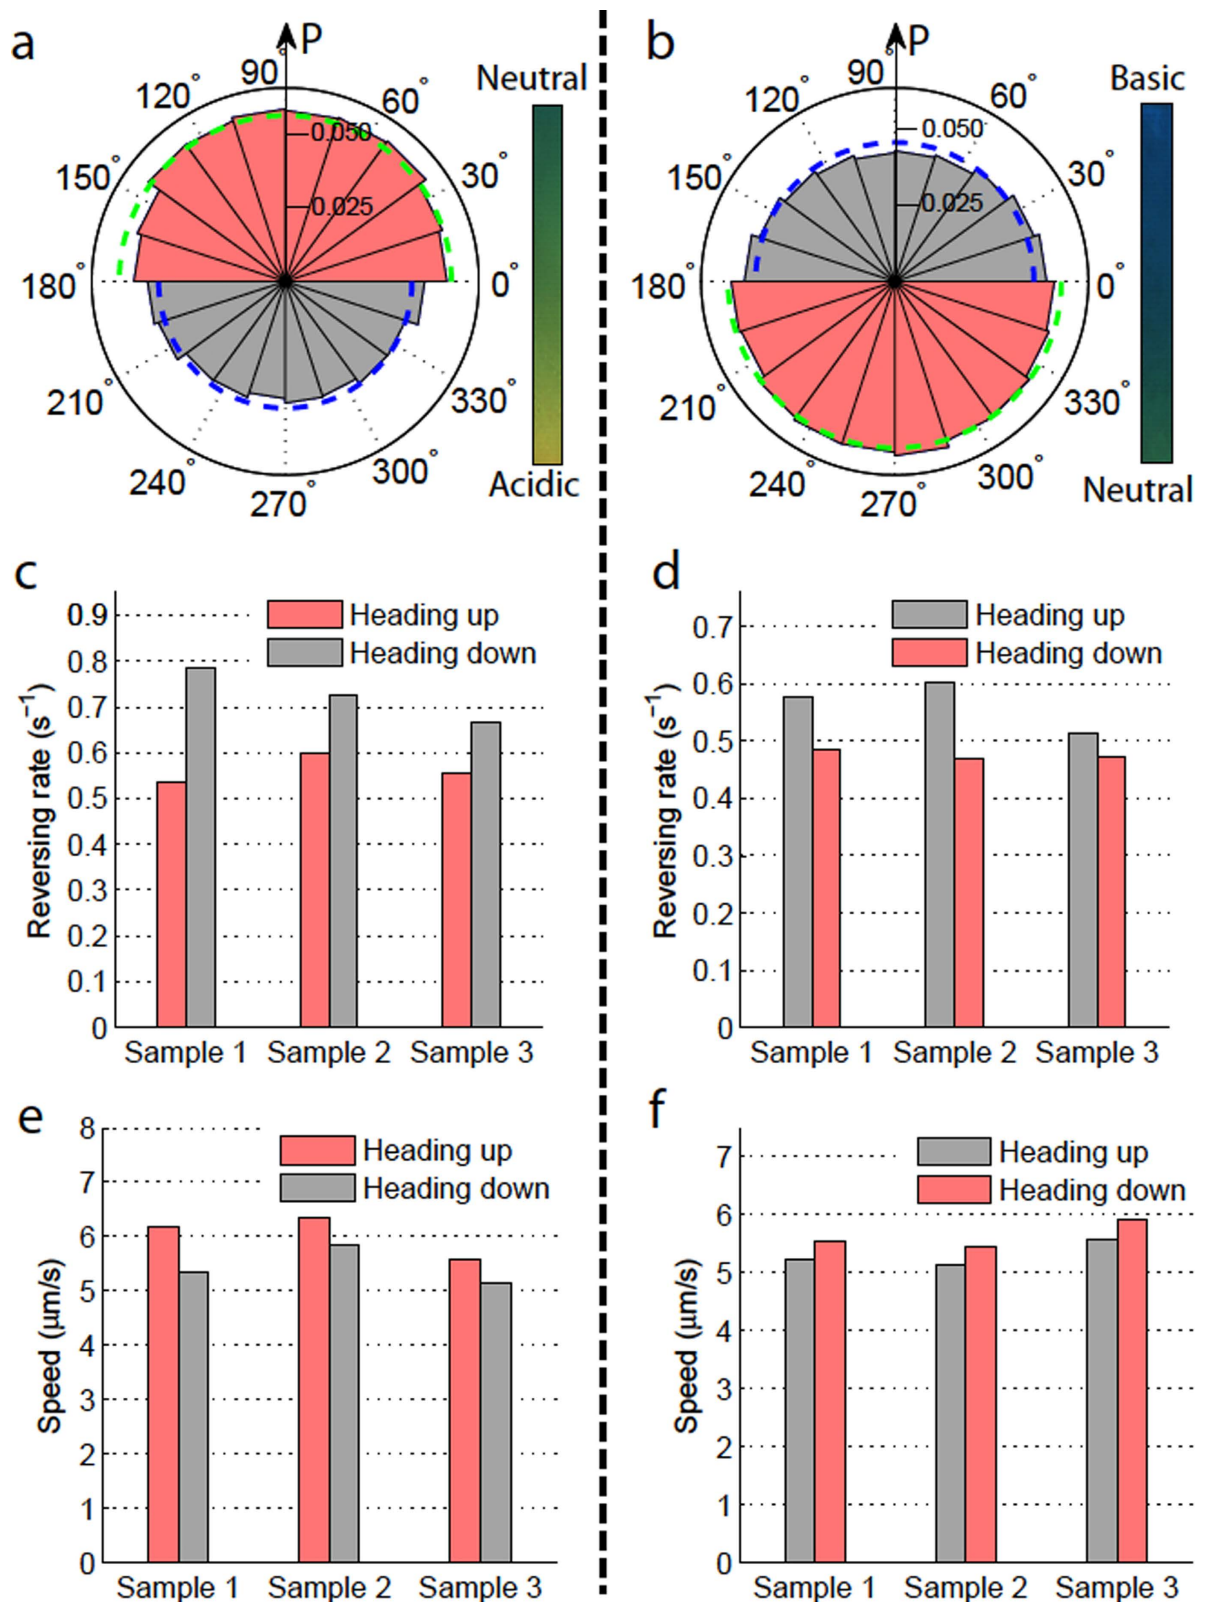 a
P
Neutral
90°
120°
60°
0.050
150°
30°
0.025
180°
0°
210°
330°
240°
300°
270°
Acidic
b
P
Basic
90°
120°
60°
0.050
150°
30°
0.025
180°
0°
210°
330°
240°
300°
270°
Neutral
c
Reversing rate (s⁻¹)
0.9
0.8
0.7
0.6
0.5
0.4
0.3
0.2
0.1
0
Heading up
Heading down
Sample 1 Sample 2 Sample 3
d
Reversing rate (s⁻¹)
0.7
0.6
0.5
0.4
0.3
0.2
0.1
0
Heading up
Heading down
Sample 1 Sample 2 Sample 3
e
Speed (µm/s)
8
7
6
5
4
3
2
1
0
Heading up
Heading down
Sample 1 Sample 2 Sample 3
f
Speed (µm/s)
7
6
5
4
3
2
1
0
Heading up
Heading down
Sample 1 Sample 2 Sample 3